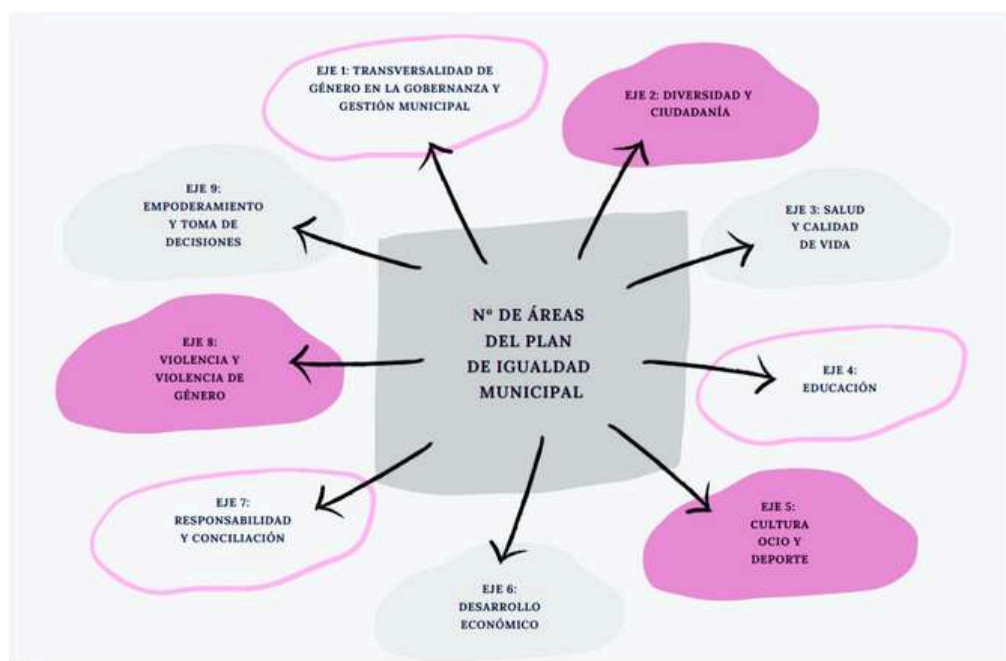 Nº DE ÁREAS
DEL PLAN
DE IGUALDAD
MUNICIPAL
EJE 1: TRANSVERSALIDAD DE
GÉNERO EN LA GOBERNANZA Y
GESTIÓN MUNICIPAL
EJE 2: DIVERSIDAD Y
CIUDADANÍA
EJE 3: SALUD
Y CALIDAD
DE VIDA
EJE 4:
EDUCACIÓN
EJE 5:
CULTURA
OCIO Y
DEPORTE
EJE 6:
DESARROLLO
ECONÓMICO
EJE 7:
RESPONSABILIDAD
Y CONCILIACIÓN
EJE 8:
VIOLENCIA Y
VIOLENCIA DE
GÉNERO
EJE 9:
EMPODERAMIENTO
Y TOMA DE
DECISIONES